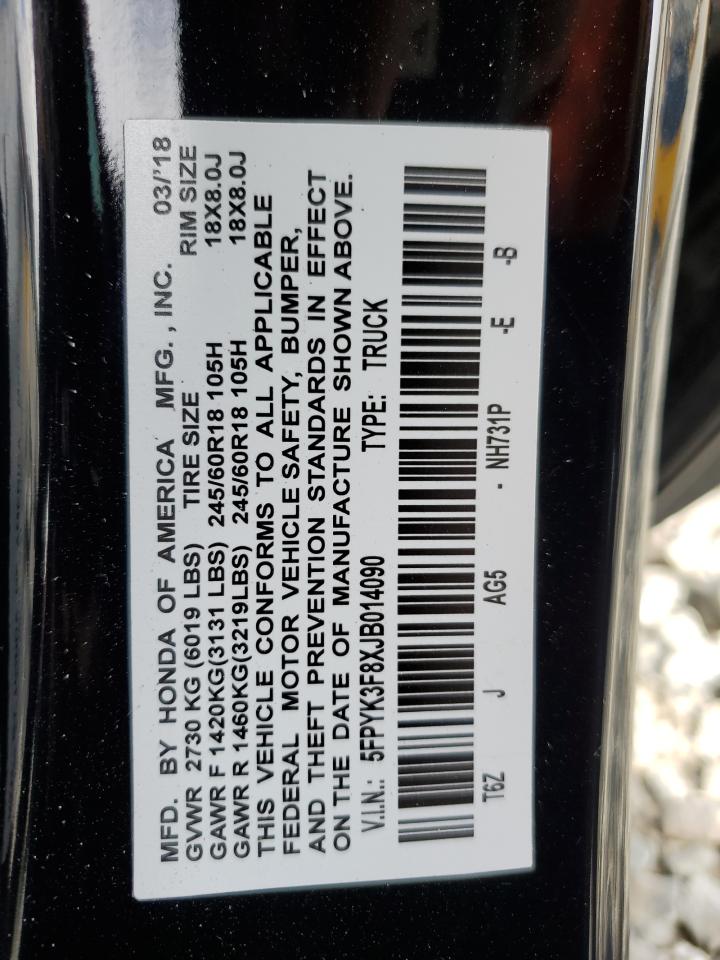 MFD. BY HONDA OF AMERICA MFG., INC. 03/'18
GVWR 2730 KG (6019 LBS) TIRE SIZE RIM SIZE
GAWR F 1420KG(3131 LBS) 245/60R18 105H 18X8.0J
GAWR R 1460KG(3219LBS) 245/60R18 105H 18X8.0J
THIS VEHICLE CONFORMS TO ALL APPLICABLE
FEDERAL MOTOR VEHICLE SAFETY, BUMPER,
AND THEFT PREVENTION STANDARDS IN EFFECT
ON THE DATE OF MANUFACTURE SHOWN ABOVE.
V.I.N.: 5FPYK3F8XJB014090 TYPE: TRUCK
T6Z J AG5 - NH731P -E -B